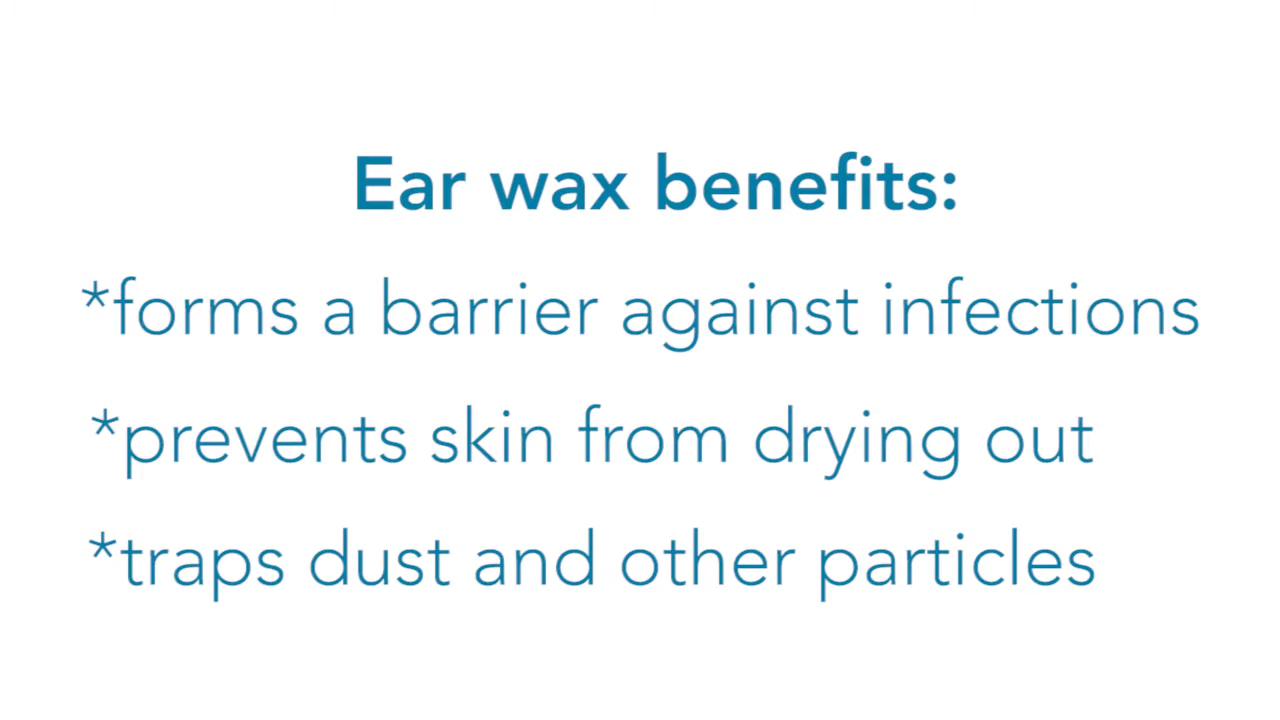 Ear wax benefits:
*forms a barrier against infections
*prevents skin from drying out
*traps dust and other particles